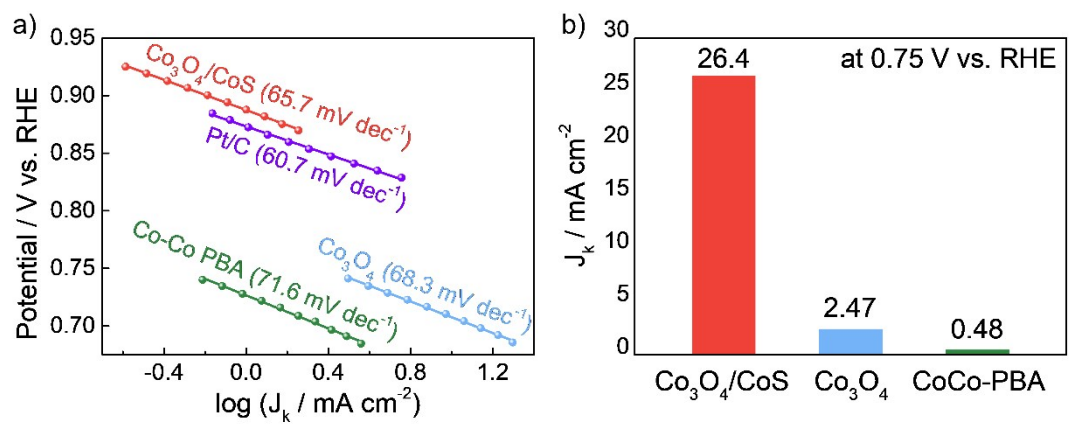 a)
0.95
0.90
0.85
0.80
0.75
0.70
Potential / V vs. RHE
Co₃O₄/CoS (65.7 mV dec⁻¹)
Pt/C (60.7 mV dec⁻¹)
Co-Co PBA (71.6 mV dec⁻¹)
Co₃O₄ (68.3 mV dec⁻¹)
-0.4 0.0 0.4 0.8 1.2
log (Jₖ / mA cm⁻²)
b)
30
25
20
15
10
5
0
Jₖ / mA cm⁻²
at 0.75 V vs. RHE
26.4
2.47
0.48
Co₃O₄/CoS Co₃O₄ CoCo-PBA